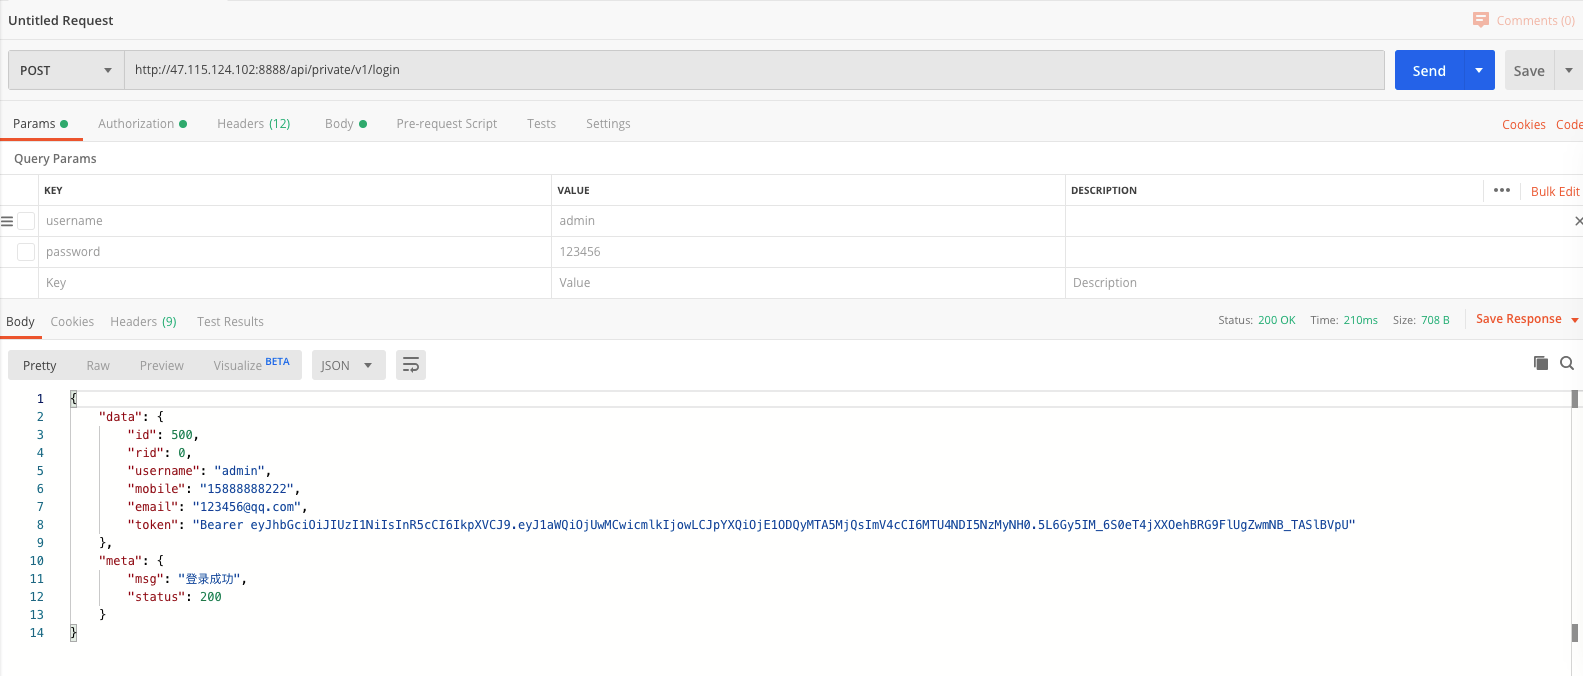 Untitled Request
Comments (0)
POST
http://47.115.124.102:8888/api/private/v1/login
Send
Save
Params
Authorization
Headers (12)
Body
Pre-request Script
Tests
Settings
Cookies
Code
Query Params
KEY VALUE DESCRIPTION ••• Bulk Edit
username admin
password 123456
Key Value Description
Body Cookies Headers (9) Test Results Status: 200 OK Time: 210ms Size: 708 B Save Response
Pretty Raw Preview Visualize BETA JSON
1 {
2 "data": {
3 "id": 500,
4 "rid": 0,
5 "username": "admin",
6 "mobile": "15888888222",
7 "email": "123456@qq.com",
8 "token": "Bearer eyJhbGciOiJIUzI1NiIsInR5cCI6IkpXVCJ9.eyJ1aWQiOjUwMCwicmlkIjowLCJpYXQiOjE1ODQyMTA5MjQsImV4cCI6MTU4NDI5NzMyNH0.5L6Gy5IM_6S0eT4jXXOehBRG9FlUgZwmNB_TASlBVpU"
9 },
10 "meta": {
11 "msg": "登录成功",
12 "status": 200
13 }
14 }